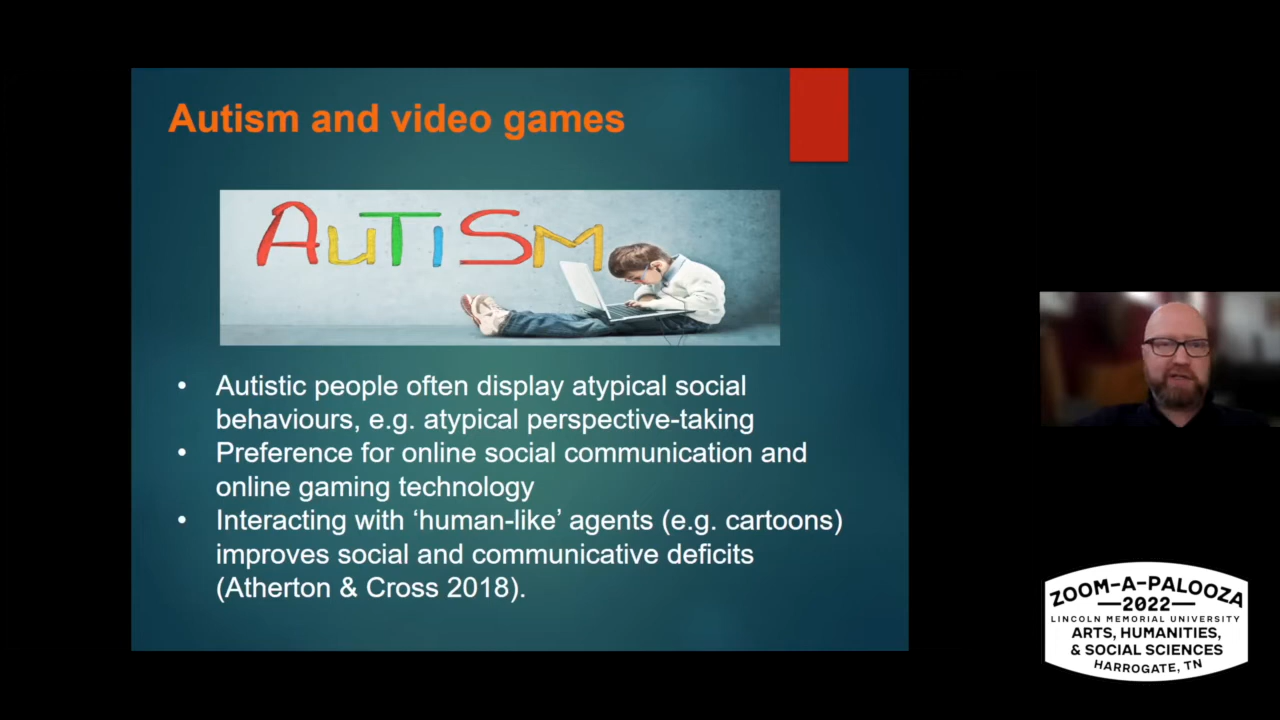 Autism and video games
AuTiSM
• Autistic people often display atypical social
behaviours, e.g. atypical perspective-taking
• Preference for online social communication and
online gaming technology
• Interacting with ‘human-like’ agents (e.g. cartoons)
improves social and communicative deficits
(Atherton & Cross 2018).
ZOOM-A-PALOOZA
—2022—
LINCOLN MEMORIAL UNIVERSITY
ARTS, HUMANITIES,
& SOCIAL SCIENCES
HARROGATE, TN